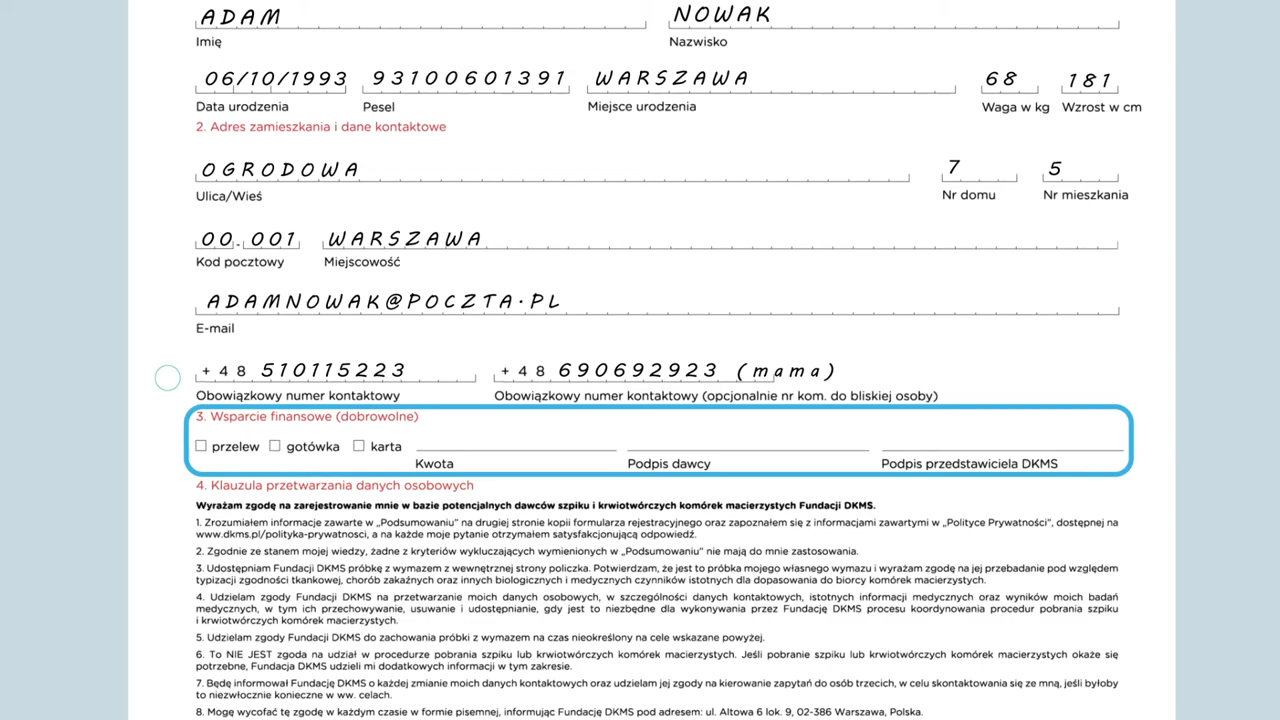 ADAM NOWAK
Imię Nazwisko
06/10/1993 93100601391 WARSZAWA 68 181
Data urodzenia Pesel Miejsce urodzenia Waga w kg Wzrost w cm
2. Adres zamieszkania i dane kontaktowe
OGRODOWA 7 5
Ulica/Wieś Nr domu Nr mieszkania
00-001 WARSZAWA
Kod pocztowy Miejscowość
ADAMNOWAK@POCZTA.PL
E-mail
+48 510115223 +48 690692923 (mama)
Obowiązkowy numer kontaktowy Obowiązkowy numer kontaktowy (opcjonalnie nr kom. do bliskiej osoby)
3. Wsparcie finansowe (dobrowolne)
przelew gotówka karta
Kwota Podpis dawcy Podpis przedstawiciela DKMS
4. Klauzula przetwarzania danych osobowych
Wyrażam zgodę na zarejestrowanie mnie w bazie potencjalnych dawców szpiku i krwiotwórczych komórek macierzystych Fundacji DKMS.
1. Zrozumiałem informacje zawarte w „Podsumowaniu" na drugiej stronie kopii formularza rejestracyjnego oraz zapoznałem się z informacjami zawartymi w „Polityce Prywatności", dostępnej na
www.dkms.pl/polityka-prywatnosci, a na każde moje pytanie otrzymałem satysfakcjonującą odpowiedź.
2. Zgodnie ze stanem mojej wiedzy, żadne z kryteriów wykluczających wymienionych w „Podsumowaniu" nie mają do mnie zastosowania.
3. Udostępniam Fundacji DKMS próbkę z wymazem z wewnętrznej strony policzka. Potwierdzam, że jest to próbka mojego własnego wymazu i wyrażam zgodę na jej przebadanie pod względem
typizacji zgodności tkankowej, chorób zakaźnych oraz innych biologicznych i medycznych czynników istotnych dla dopasowania do biorcy komórek macierzystych.
4. Udzielam zgody Fundacji DKMS na przetwarzanie moich danych osobowych, w szczególności danych kontaktowych, istotnych informacji medycznych oraz wyników moich badań
medycznych, w tym ich przechowywanie, usuwanie i udostępnianie, gdy jest to niezbędne dla wykonywania przez Fundację DKMS procesu koordynowania procedur pobrania szpiku
i krwiotwórczych komórek macierzystych.
5. Udzielam zgody Fundacji DKMS do zachowania próbki z wymazem na czas nieokreślony na cele wskazane powyżej.
6. To NIE JEST zgoda na udział w procedurze pobrania szpiku lub krwiotwórczych komórek macierzystych. Jeśli pobranie szpiku lub krwiotwórczych komórek macierzystych okaże się
potrzebne, Fundacja DKMS udzieli mi dodatkowych informacji w tym zakresie.
7. Będę informował Fundację DKMS o każdej zmianie moich danych kontaktowych oraz udzielam jej zgody na kierowanie zapytań do osób trzecich, w celu skontaktowania się ze mną, jeśli byłoby
to niezwłocznie konieczne w ww. celach.
8. Mogę wycofać tę zgodę w każdym czasie w formie pisemnej, informując Fundację DKMS pod adresem: ul. Altowa 6 lok. 9, 02-386 Warszawa, Polska.